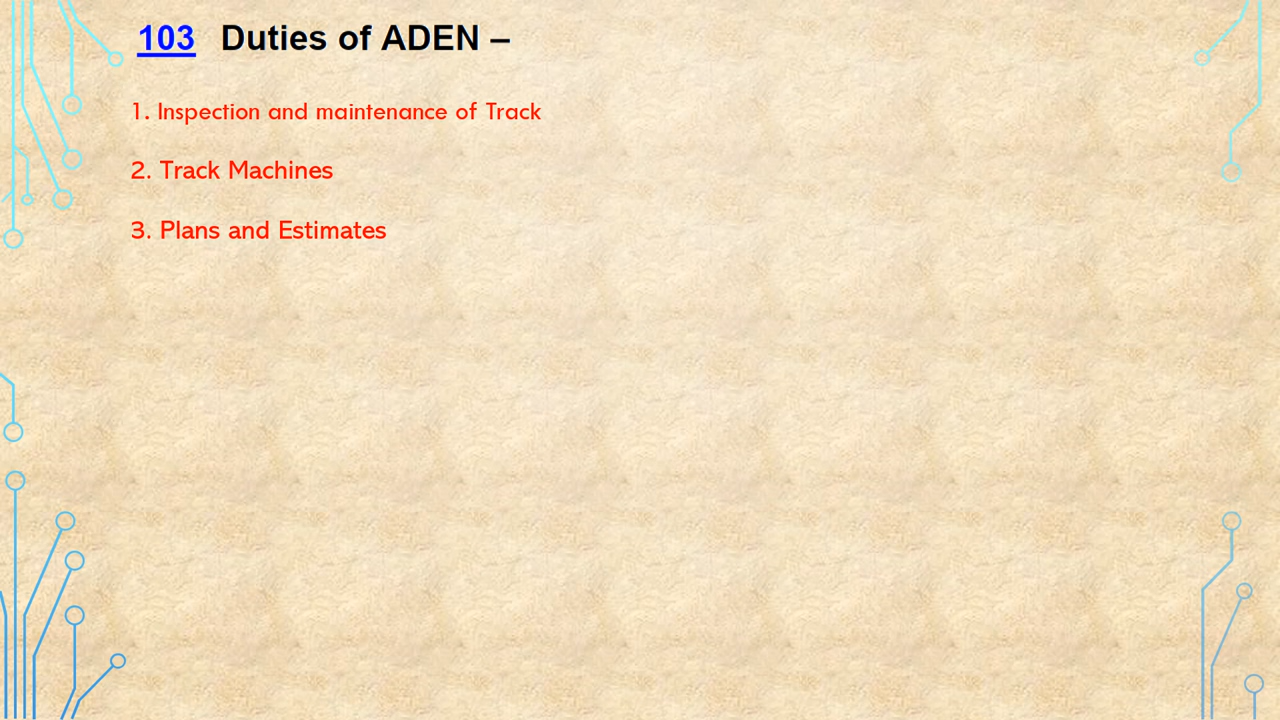 103 Duties of ADEN –
1. Inspection and maintenance of Track
2. Track Machines
3. Plans and Estimates